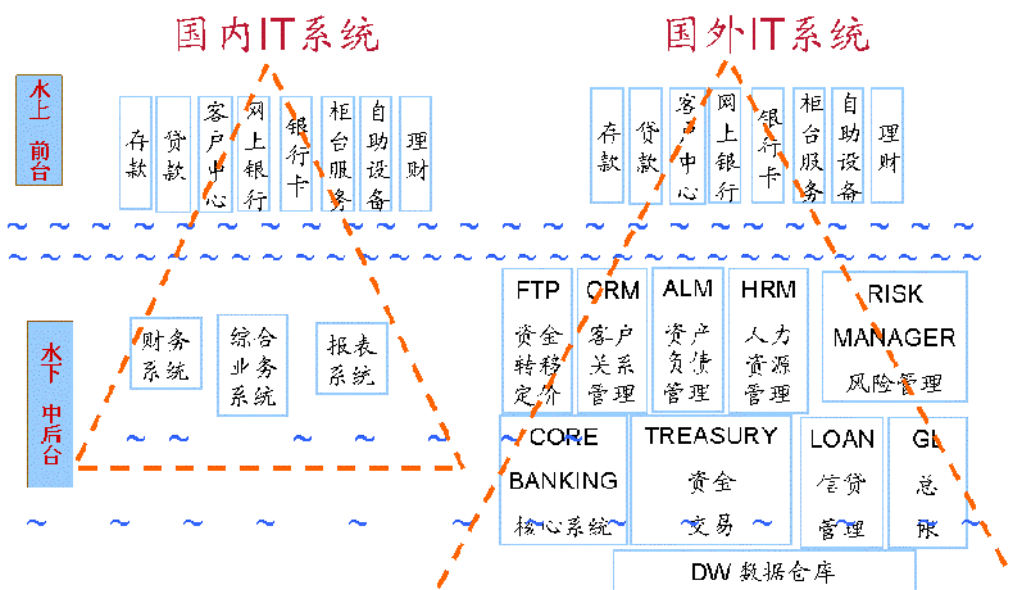 国内IT系统
国外IT系统
水上 前台
存款
贷款
客户中心
网上银行
银行卡
柜台服务
自助设备
理财
存款
贷款
客户中心
网上银行
银行卡
柜台服务
自助设备
理财
水下 中后台
财务
系统
综合
业务
系统
报表
系统
FTP
资金
转移
定价
CRM
客户
关系
管理
ALM
资产
负债
管理
HRM
人力
资源
管理
RISK
MANAGER
风险管理
CORE
BANKING
核心系统
TREASURY
资金
交易
LOAN
信贷
管理
GL
总
账
DW 数据仓库